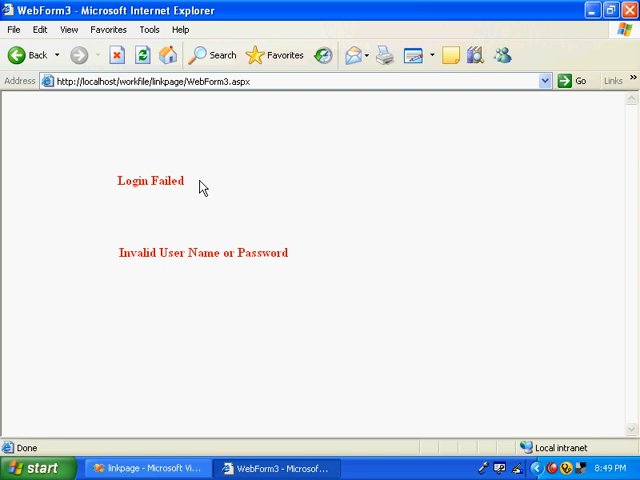 WebForm3 - Microsoft Internet Explorer
File Edit View Favorites Tools Help
Back Search Favorites
Address http://localhost/workfile/linkpage/WebForm3.aspx Go Links »
Login Failed
Invalid User Name or Password
Done Local intranet
start linkpage - Microsoft Vi... WebForm3 - Microsof... 8:49 PM